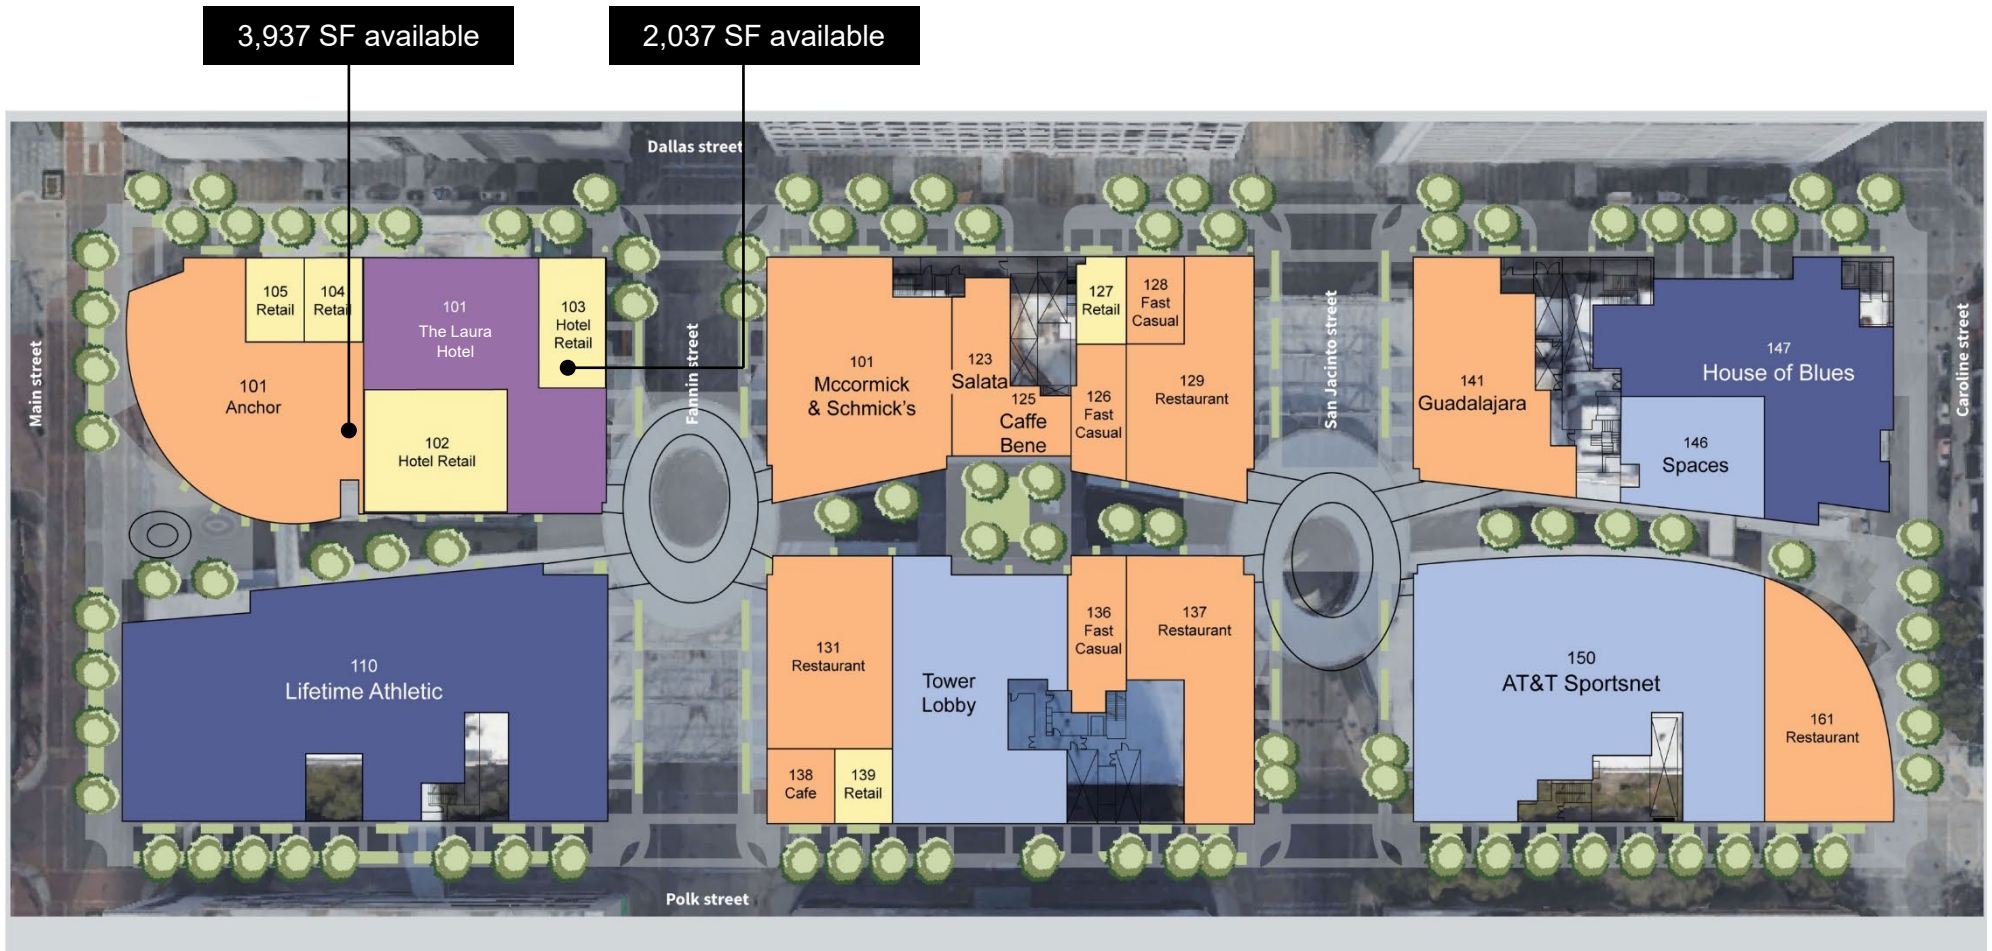 3,937 SF available
2,037 SF available
Dallas street
Main street
105
Retail
104
Retail
101
The Laura
Hotel
103
Hotel
Retail
101
Anchor
102
Hotel Retail
Fannin street
101
Mccormick
& Schmick's
123
Salata
125
Caffe
Bene
127
Retail
128
Fast
Casual
126
Fast
Casual
129
Restaurant
San Jacinto street
141
Guadalajara
147
House of Blues
146
Spaces
Caroline street
110
Lifetime Athletic
131
Restaurant
138
Cafe
139
Retail
Tower
Lobby
136
Fast
Casual
137
Restaurant
150
AT&T Sportsnet
161
Restaurant
Polk street